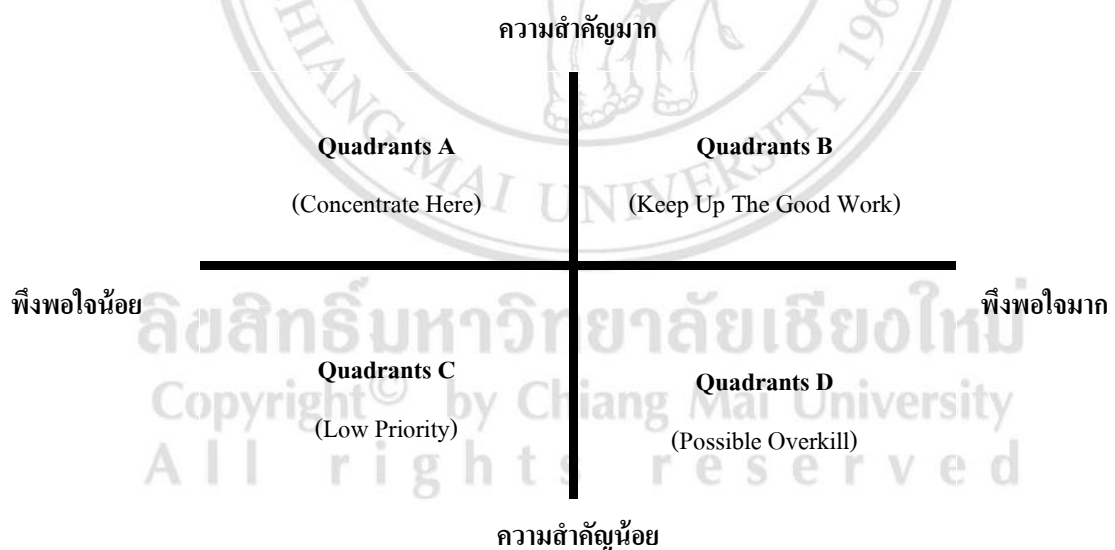 ความสำคัญมาก
Quadrants A
(Concentrate Here)
Quadrants B
(Keep Up The Good Work)
พึงพอใจน้อย
พึงพอใจมาก
Quadrants C
(Low Priority)
Quadrants D
(Possible Overkill)
ความสำคัญน้อย
CHIANG MAI UNIVERSITY 196
ลิขสิทธิ์มหาวิทยาลัยเชียงใหม่
Copyright© by Chiang Mai University
All rights reserved